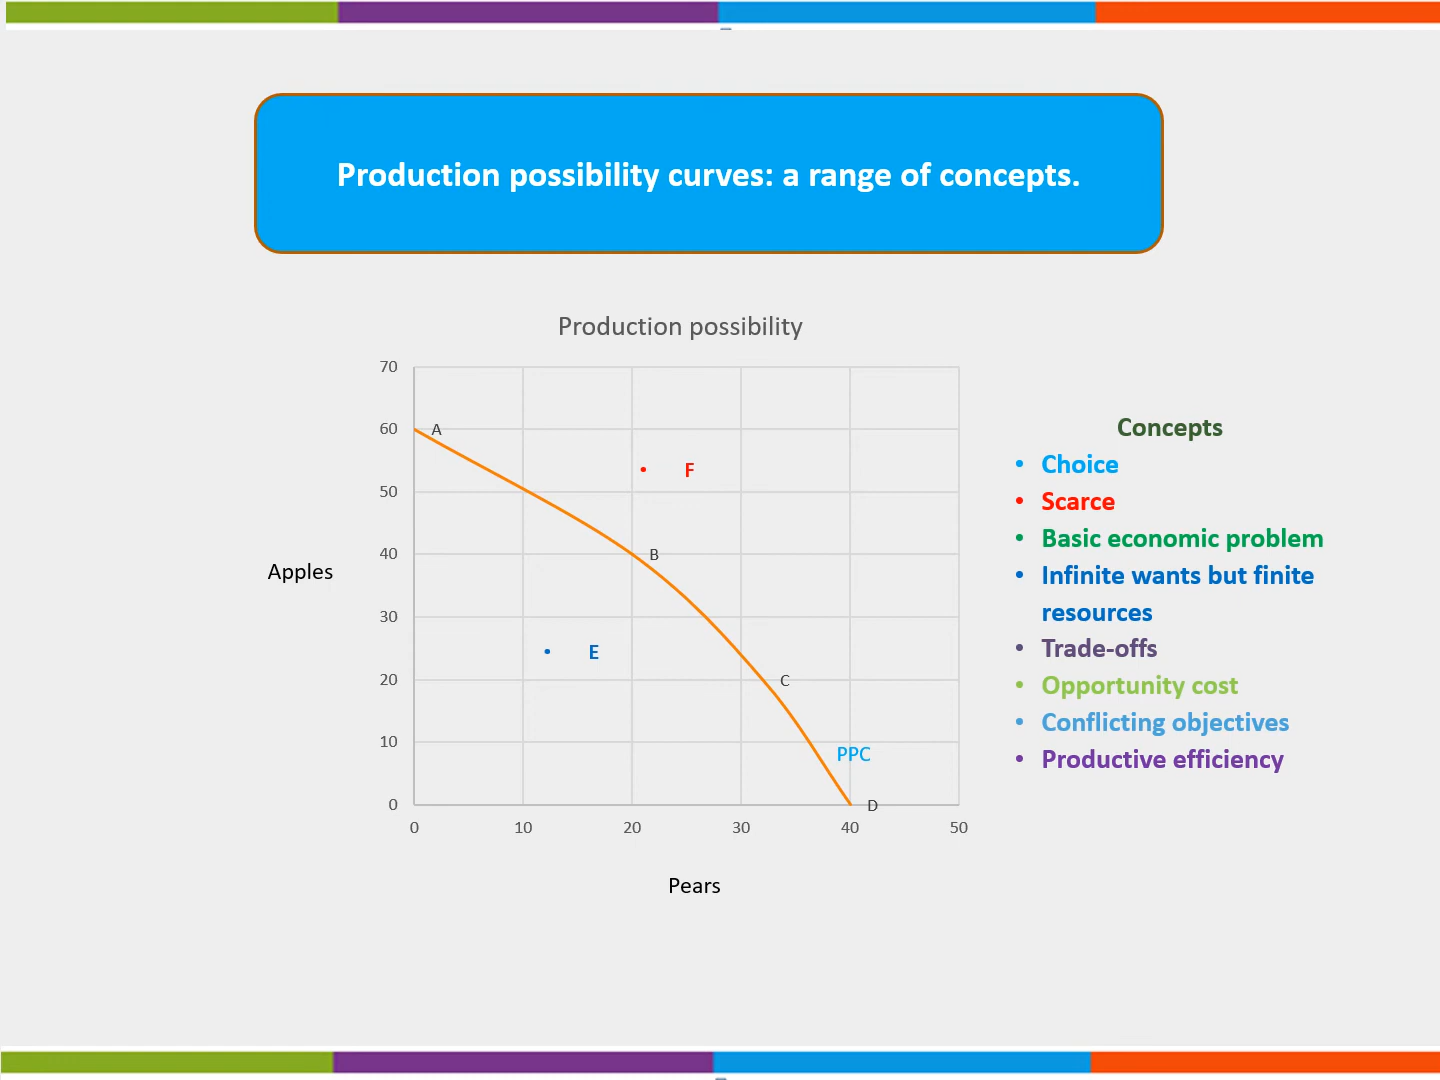 Production possibility curves: a range of concepts.
Production possibility
70
60
50
40
30
20
10
0
Apples
A
F
B
E
C
PPC
D
0 10 20 30 40 50
Pears
Concepts
• Choice
• Scarce
• Basic economic problem
• Infinite wants but finite
resources
• Trade-offs
• Opportunity cost
• Conflicting objectives
• Productive efficiency